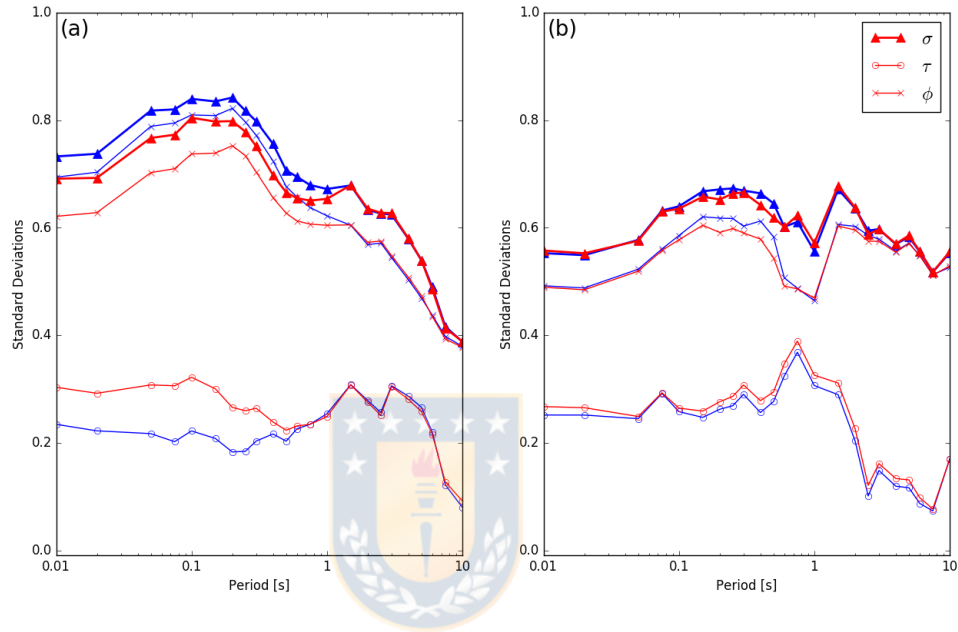 (a)
(b)
σ
τ
ϕ
1.0
0.8
0.6
0.4
0.2
0.0
Standard Deviations
0.01
0.1
1
10
Period [s]
1.0
0.8
0.6
0.4
0.2
0.0
Standard Deviations
0.01
0.1
1
10
Period [s]